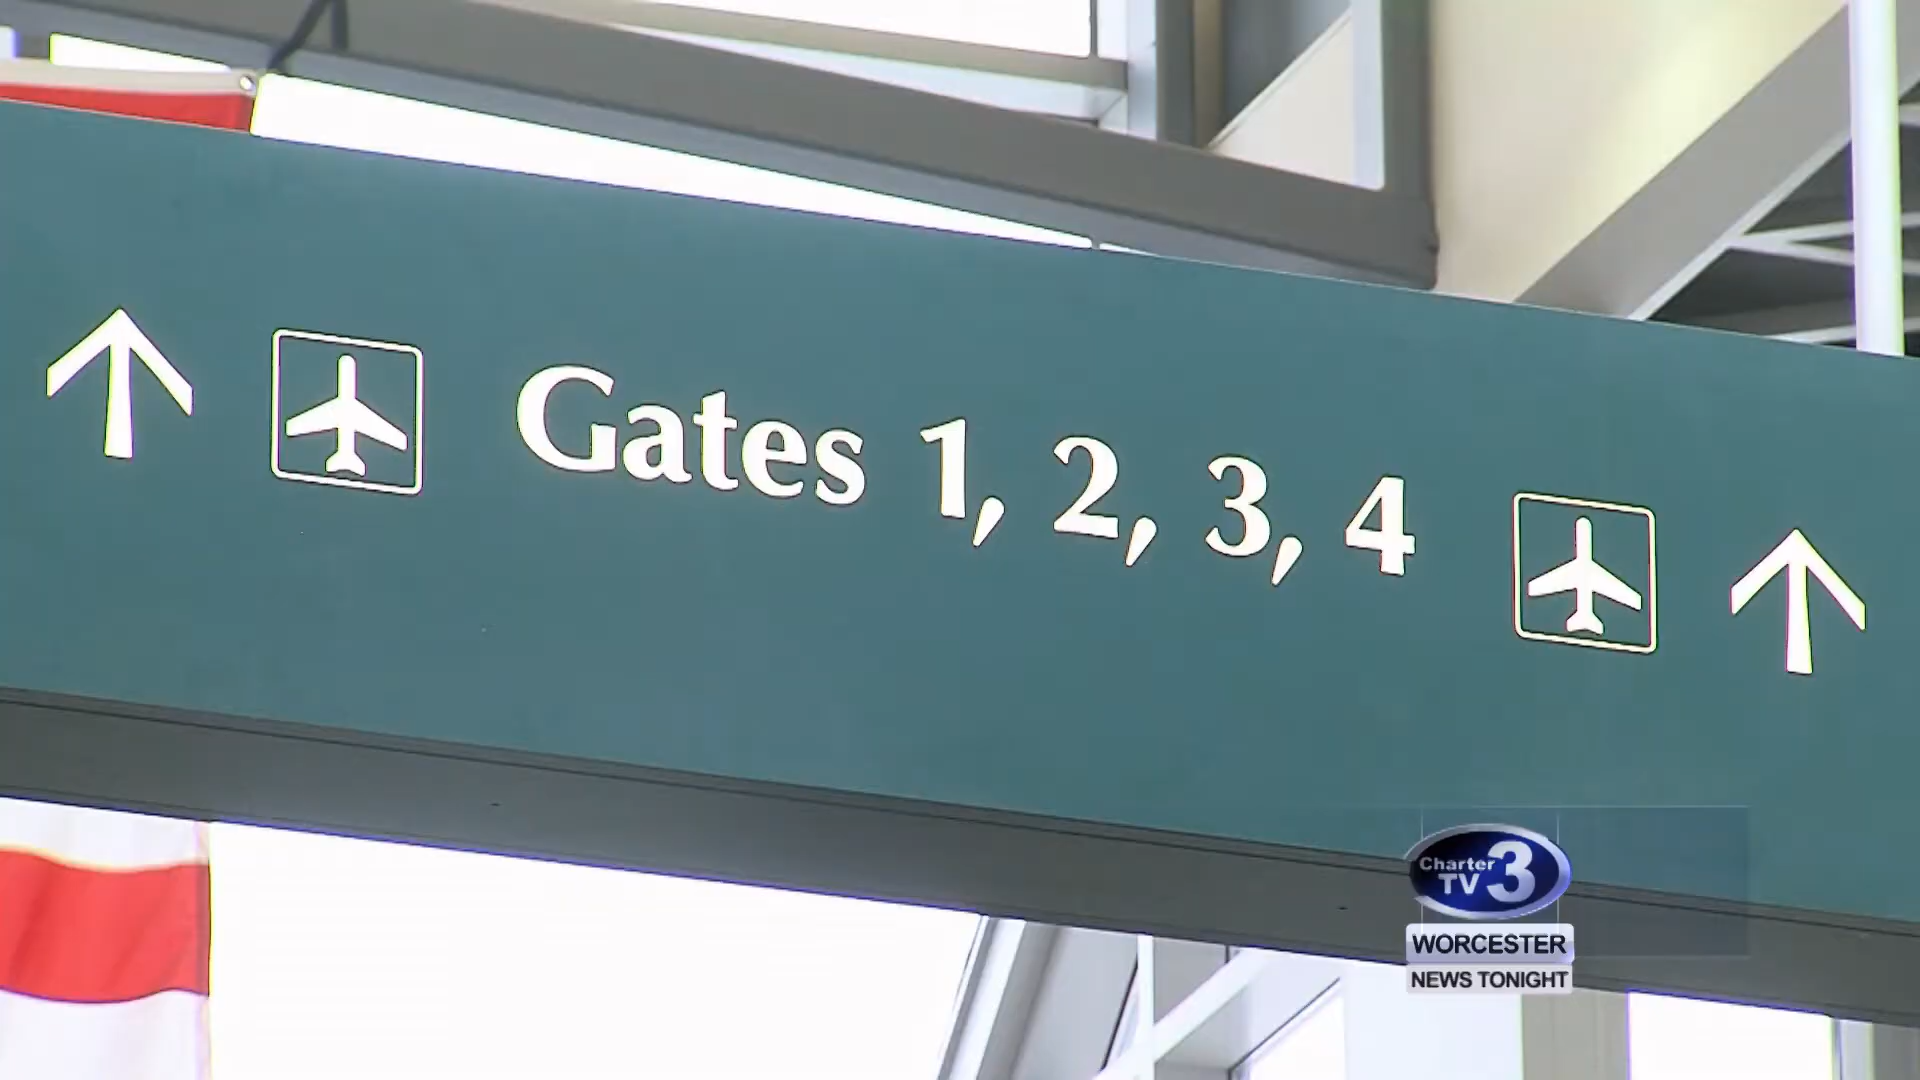 Gates 1, 2, 3, 4
Charter
TV 3
WORCESTER
NEWS TONIGHT